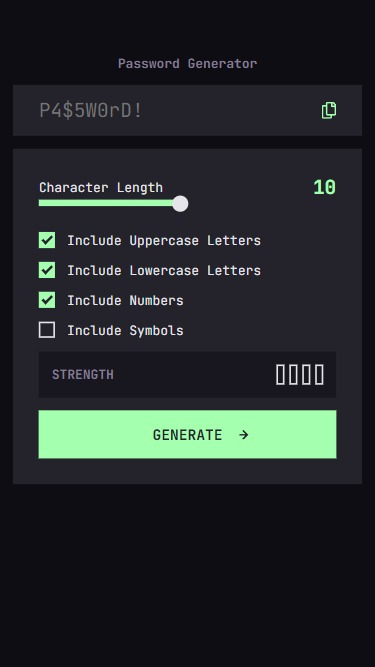 Password Generator
P4$5W0rD!
Character Length 10
Include Uppercase Letters
Include Lowercase Letters
Include Numbers
Include Symbols
STRENGTH
GENERATE →